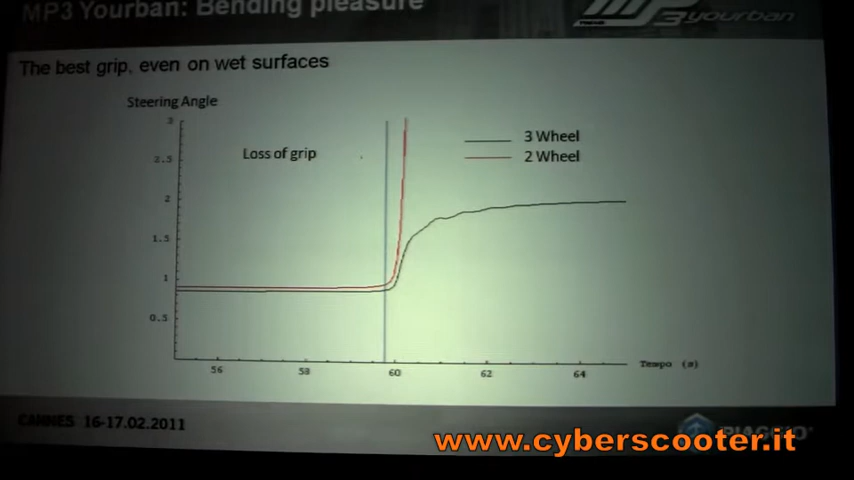 MP3 Yourban: Bending pleasure
MP3yourban
The best grip, even on wet surfaces
Steering Angle
3
2.5
2
1.5
1
0.5
Loss of grip
3 Wheel
2 Wheel
56
58
60
62
64
Tempo (s)
CANNES 16-17.02.2011
PIAGGIO
www.cyberscooter.it